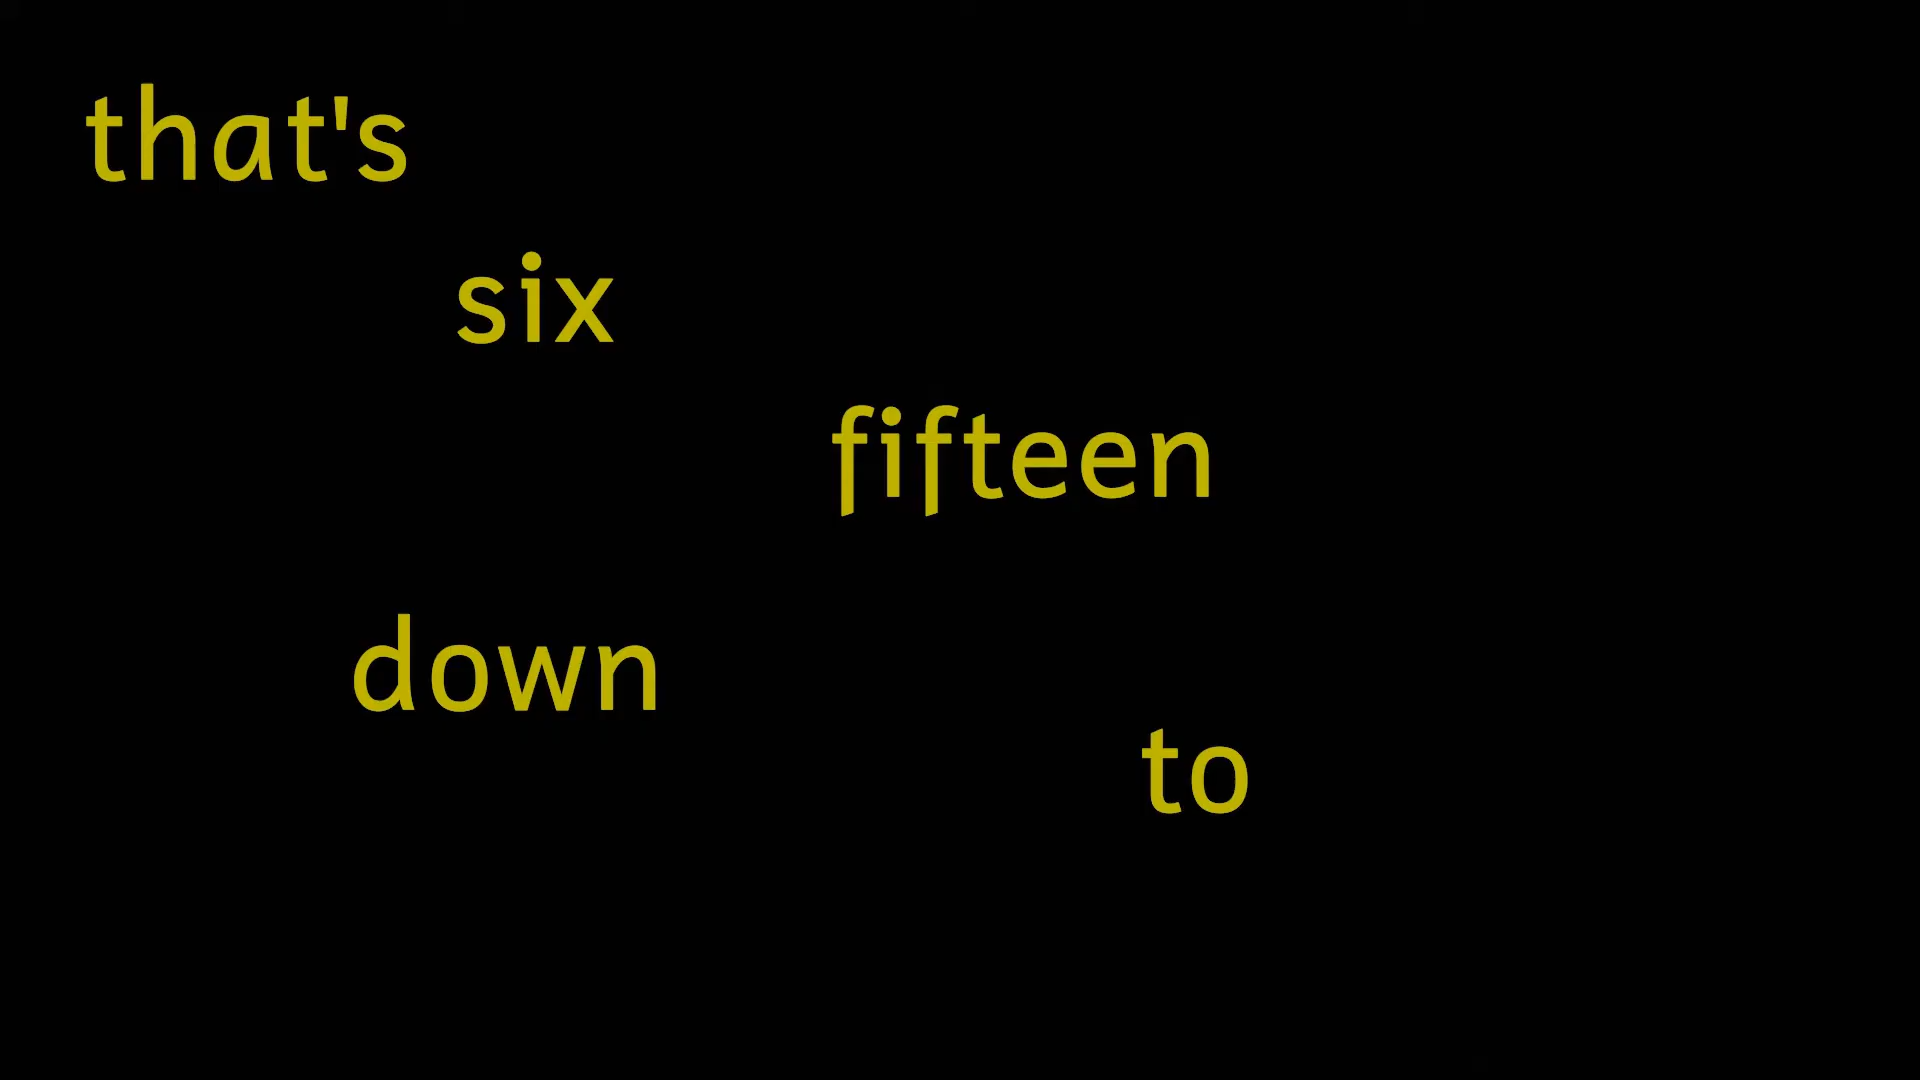 that's
six
fifteen
down
to